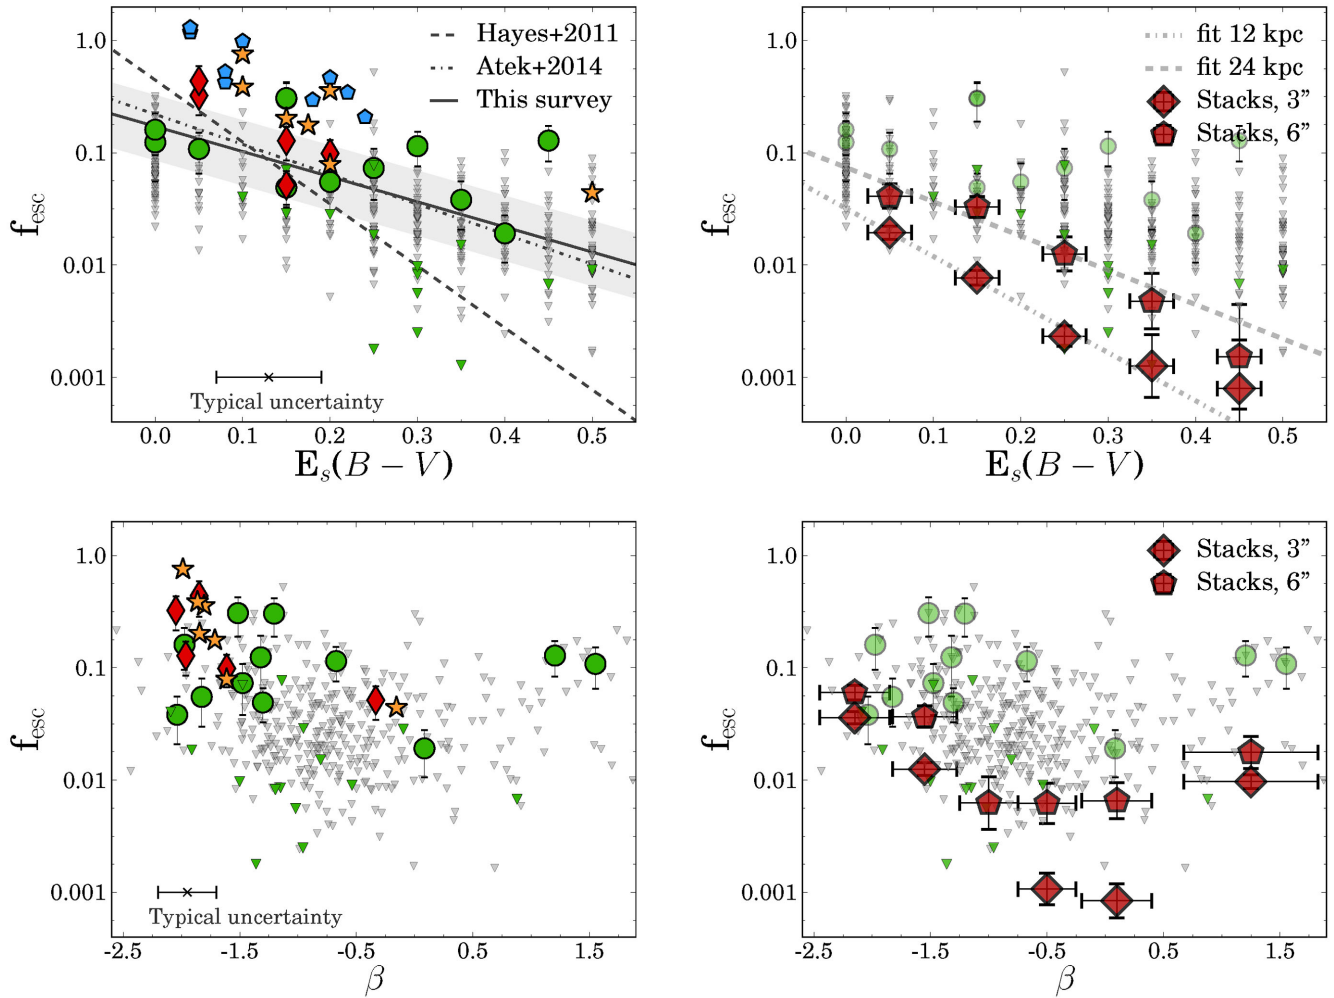 1.0
0.1
0.01
0.001
f_esc
Hayes+2011
Atek+2014
This survey
Typical uncertainty
0.0 0.1 0.2 0.3 0.4 0.5
E_s(B − V)
1.0
0.1
0.01
0.001
f_esc
fit 12 kpc
fit 24 kpc
Stacks, 3”
Stacks, 6”
0.0 0.1 0.2 0.3 0.4 0.5
E_s(B − V)
1.0
0.1
0.01
0.001
f_esc
Typical uncertainty
-2.5 -1.5 -0.5 0.5 1.5
β
1.0
0.1
0.01
0.001
f_esc
Stacks, 3”
Stacks, 6”
-2.5 -1.5 -0.5 0.5 1.5
β